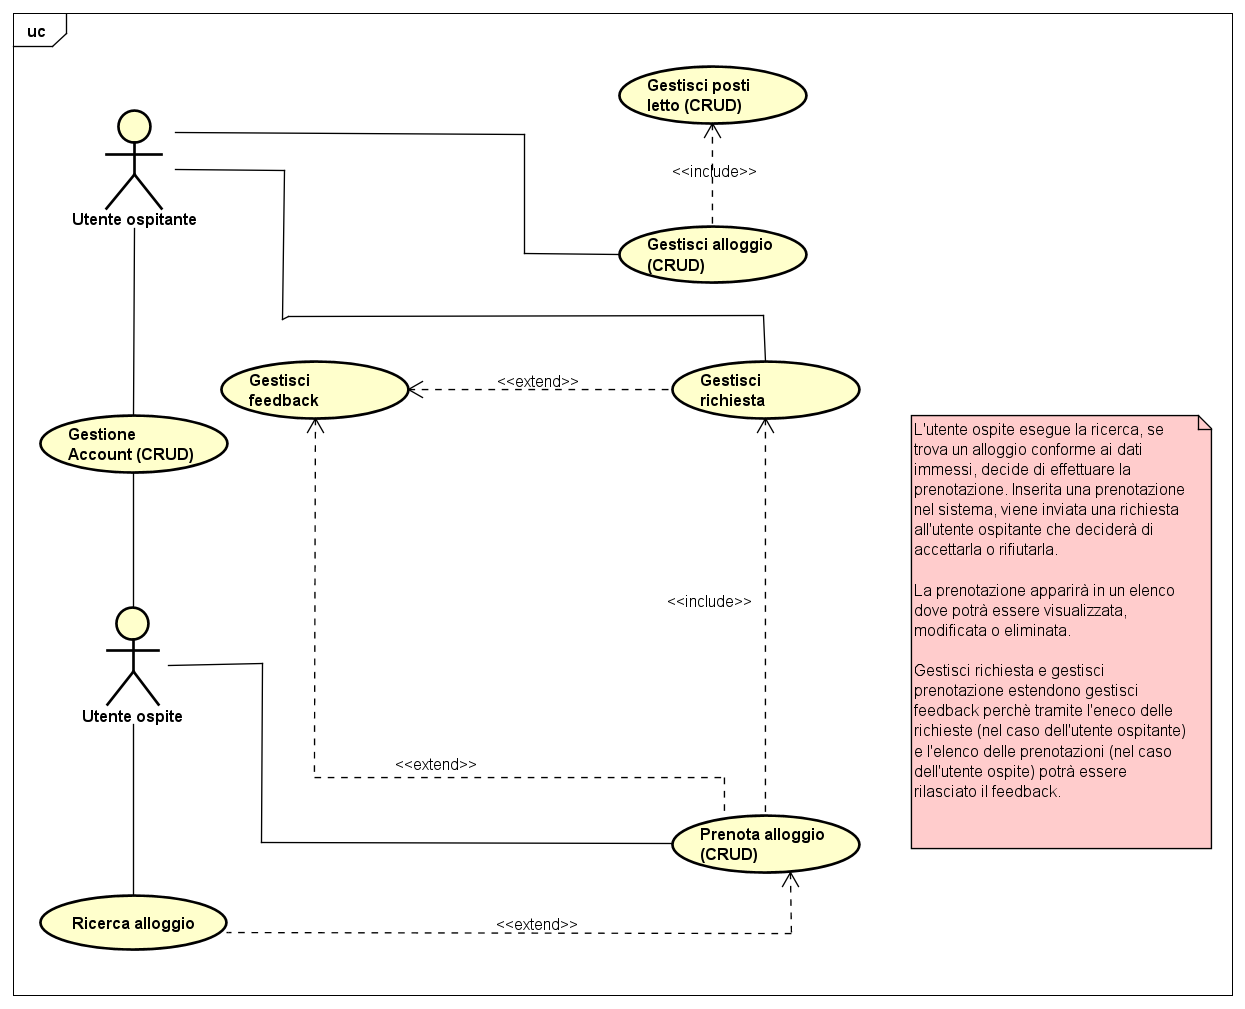 uc
Gestisci posti
letto (CRUD)
<<include>>
Utente ospitante
Gestisci alloggio
(CRUD)
Gestisci
feedback
<<extend>>
Gestisci
richiesta
Gestione
Account (CRUD)
L'utente ospite esegue la ricerca, se
trova un alloggio conforme ai dati
immessi, decide di effettuare la
prenotazione. Inserita una prenotazione
nel sistema, viene inviata una richiesta
all'utente ospitante che deciderà di
accettarla o rifiutarla.
La prenotazione apparirà in un elenco
dove potrà essere visualizzata,
modificata o eliminata.
Gestisci richiesta e gestisci
prenotazione estendono gestisci
feedback perchè tramite l'eneco delle
richieste (nel caso dell'utente ospitante)
e l'elenco delle prenotazioni (nel caso
dell'utente ospite) potrà essere
rilasciato il feedback.
<<include>>
Utente ospite
<<extend>>
Prenota alloggio
(CRUD)
Ricerca alloggio
<<extend>>